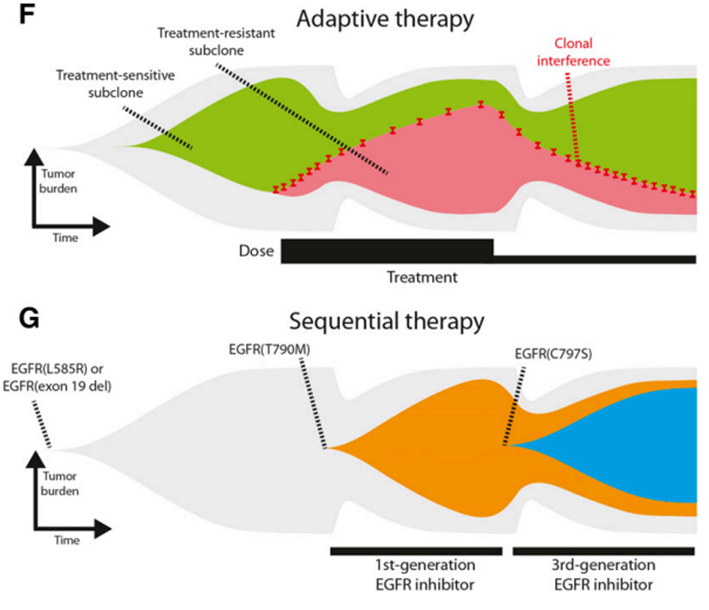 F
Adaptive therapy
Treatment-resistant
subclone
Clonal
interference
Treatment-sensitive
subclone
Tumor
burden
Time
Dose
Treatment
G
Sequential therapy
EGFR(T790M)
EGFR(C797S)
EGFR(L585R) or
EGFR(exon 19 del)
Tumor
burden
Time
1st-generation
EGFR inhibitor
3rd-generation
EGFR inhibitor